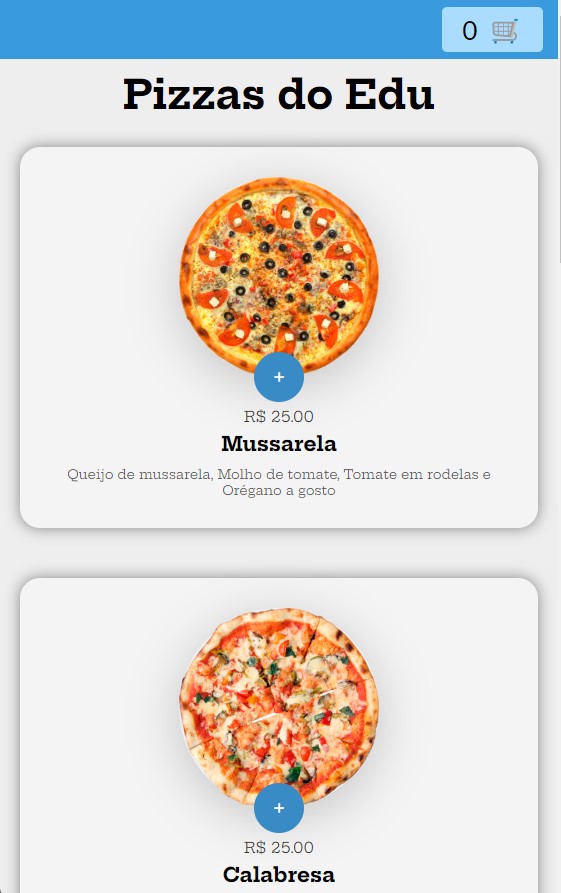 0
Pizzas do Edu
+
R$ 25.00
Mussarela
Queijo de mussarela, Molho de tomate, Tomate em rodelas e
Orégano a gosto
+
R$ 25.00
Calabresa